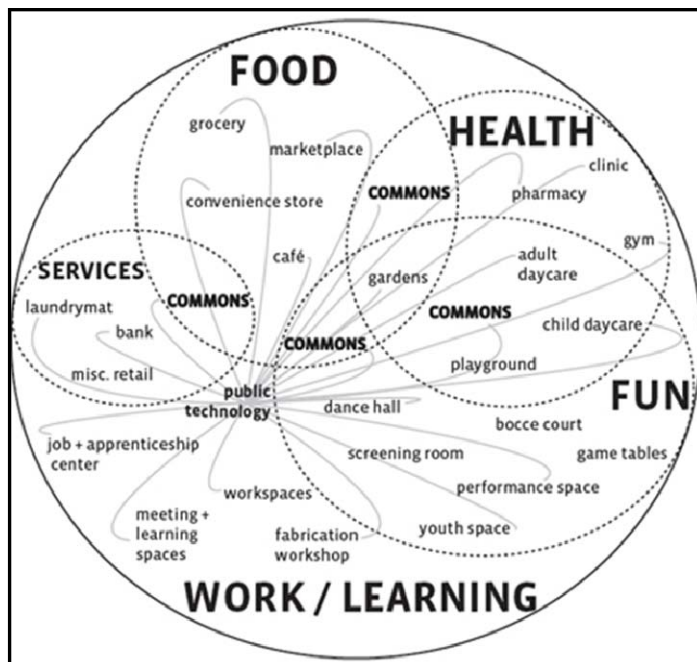 FOOD
grocery
HEALTH
marketplace
clinic
COMMONS
pharmacy
convenience store
gym
café
adult
daycare
SERVICES
gardens
laundrymat
COMMONS
COMMONS
child daycare
bank
COMMONS
playground
misc. retail
public
technology
dance hall
FUN
bocce court
job + apprenticeship
center
screening room
game tables
workspaces
performance space
meeting +
learning
spaces
fabrication
workshop
youth space
WORK / LEARNING